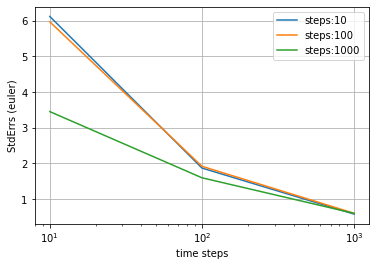 6
5
4
3
2
1
StdErrs (euler)
steps:10
steps:100
steps:1000
10¹ 10² 10³
time steps